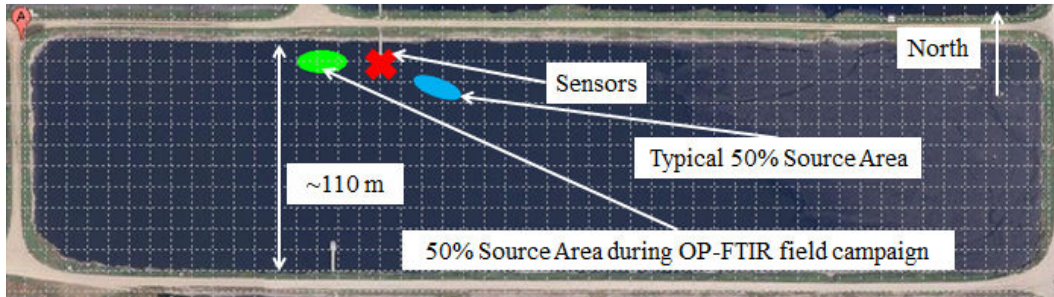 A
North
Sensors
Typical 50% Source Area
~110 m
50% Source Area during OP-FTIR field campaign